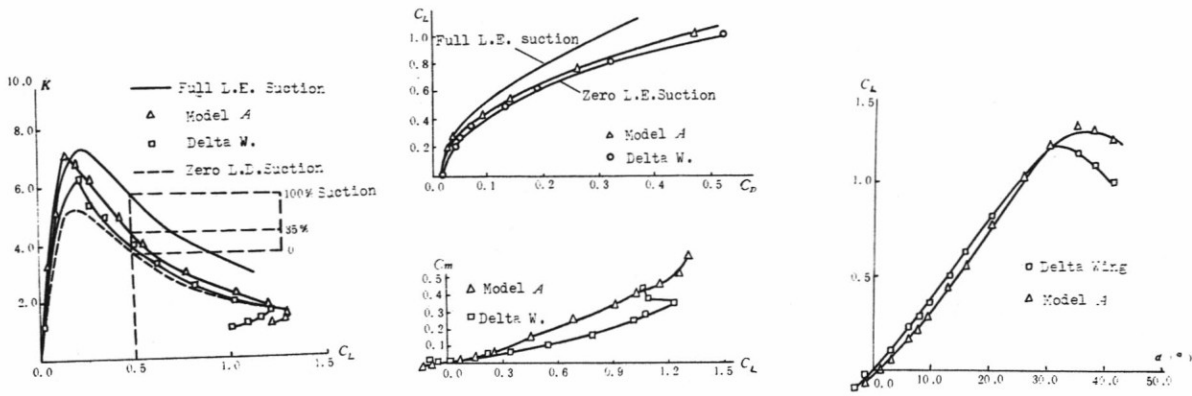 10.0 K
Full L.E. Suction
Model A
8.0
Delta W.
Zero L.D.Suction
6.0
100% Suction
35%
4.0
0
2.0
0.0 0.5 1.0 1.5
C_L
C_L
Full L.E. suction
1.0
0.8
0.6
Zero L.E.Suction
0.4
Model A
0.2
Delta W.
0 0.1 0.2 0.3 0.4 0.5 C_D
Cm
0.5
Model A
0.4
0.3
Delta W.
0.2
0.1
0
0.0 0.3 0.6 0.9 1.2 1.5
C_L
C_L
1.5
1.0
Delta Wing
0.5
Model A
α (°)
0.0 10.0 20.0 30.0 40.0 50.0